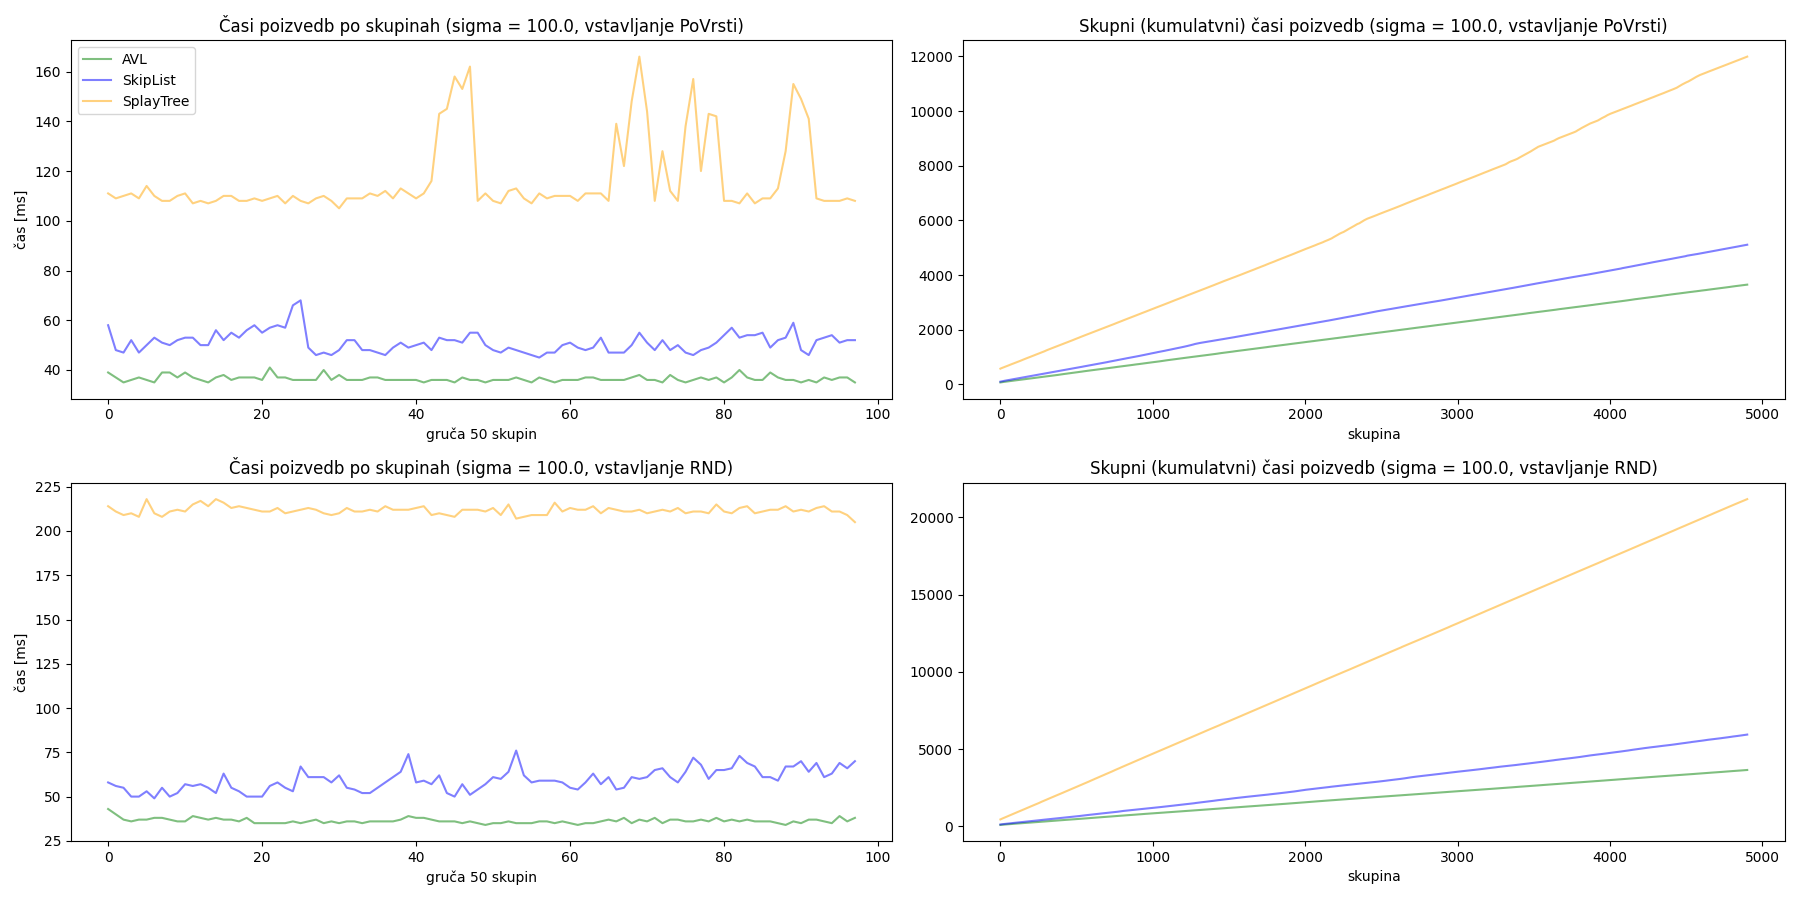 Časi poizvedb po skupinah (sigma = 100.0, vstavljanje PoVrsti)
AVL
SkipList
SplayTree
160
140
120
100
80
60
40
čas [ms]
0 20 40 60 80 100
gruča 50 skupin
Skupni (kumulatvni) časi poizvedb (sigma = 100.0, vstavljanje PoVrsti)
12000
10000
8000
6000
4000
2000
0
0 1000 2000 3000 4000 5000
skupina
Časi poizvedb po skupinah (sigma = 100.0, vstavljanje RND)
225
200
175
150
125
100
75
50
25
čas [ms]
0 20 40 60 80 100
gruča 50 skupin
Skupni (kumulatvni) časi poizvedb (sigma = 100.0, vstavljanje RND)
20000
15000
10000
5000
0
0 1000 2000 3000 4000 5000
skupina